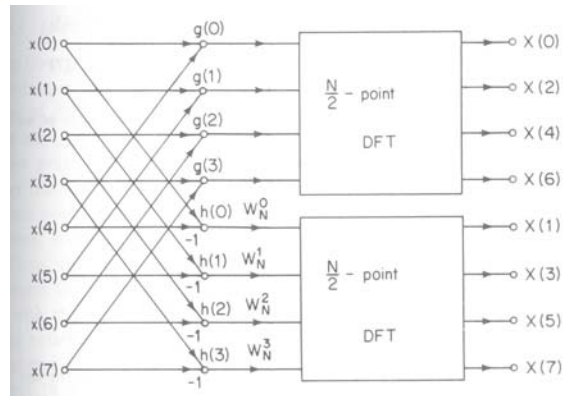 x(0) g(0) X(0)
x(1) g(1) N/2 - point X(2)
x(2) g(2) DFT X(4)
x(3) g(3) X(6)
x(4) -1 h(0) W_N^0 X(1)
x(5) -1 h(1) W_N^1 N/2 - point X(3)
x(6) -1 h(2) W_N^2 DFT X(5)
x(7) -1 h(3) W_N^3 X(7)